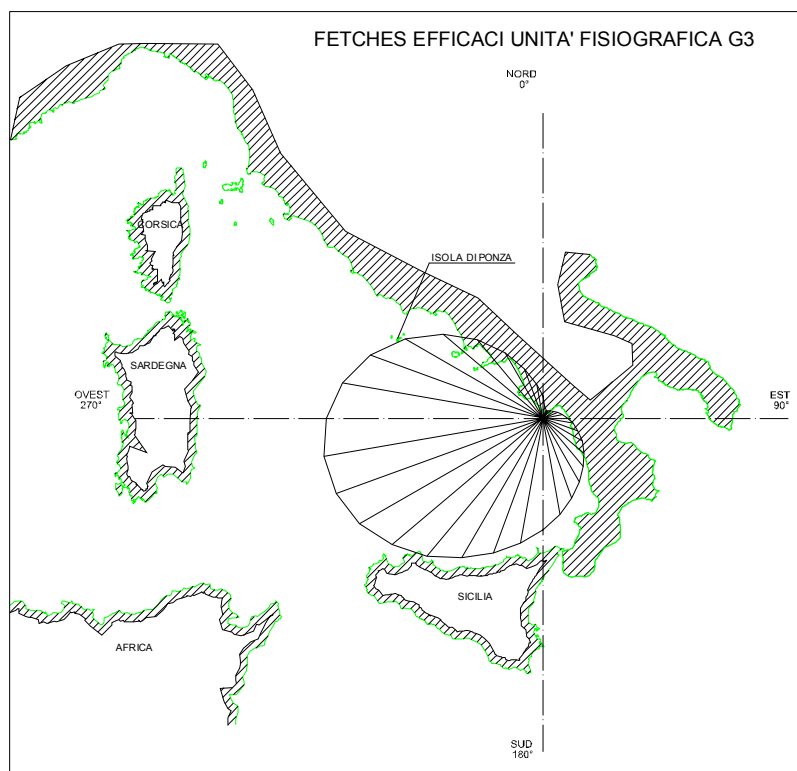 FETCHES EFFICACI UNITA' FISIOGRAFICA G3
NORD
0°
CORSICA
ISOLA DI PONZA
SARDEGNA
OVEST
270°
EST
90°
SICILIA
AFRICA
SUD
180°